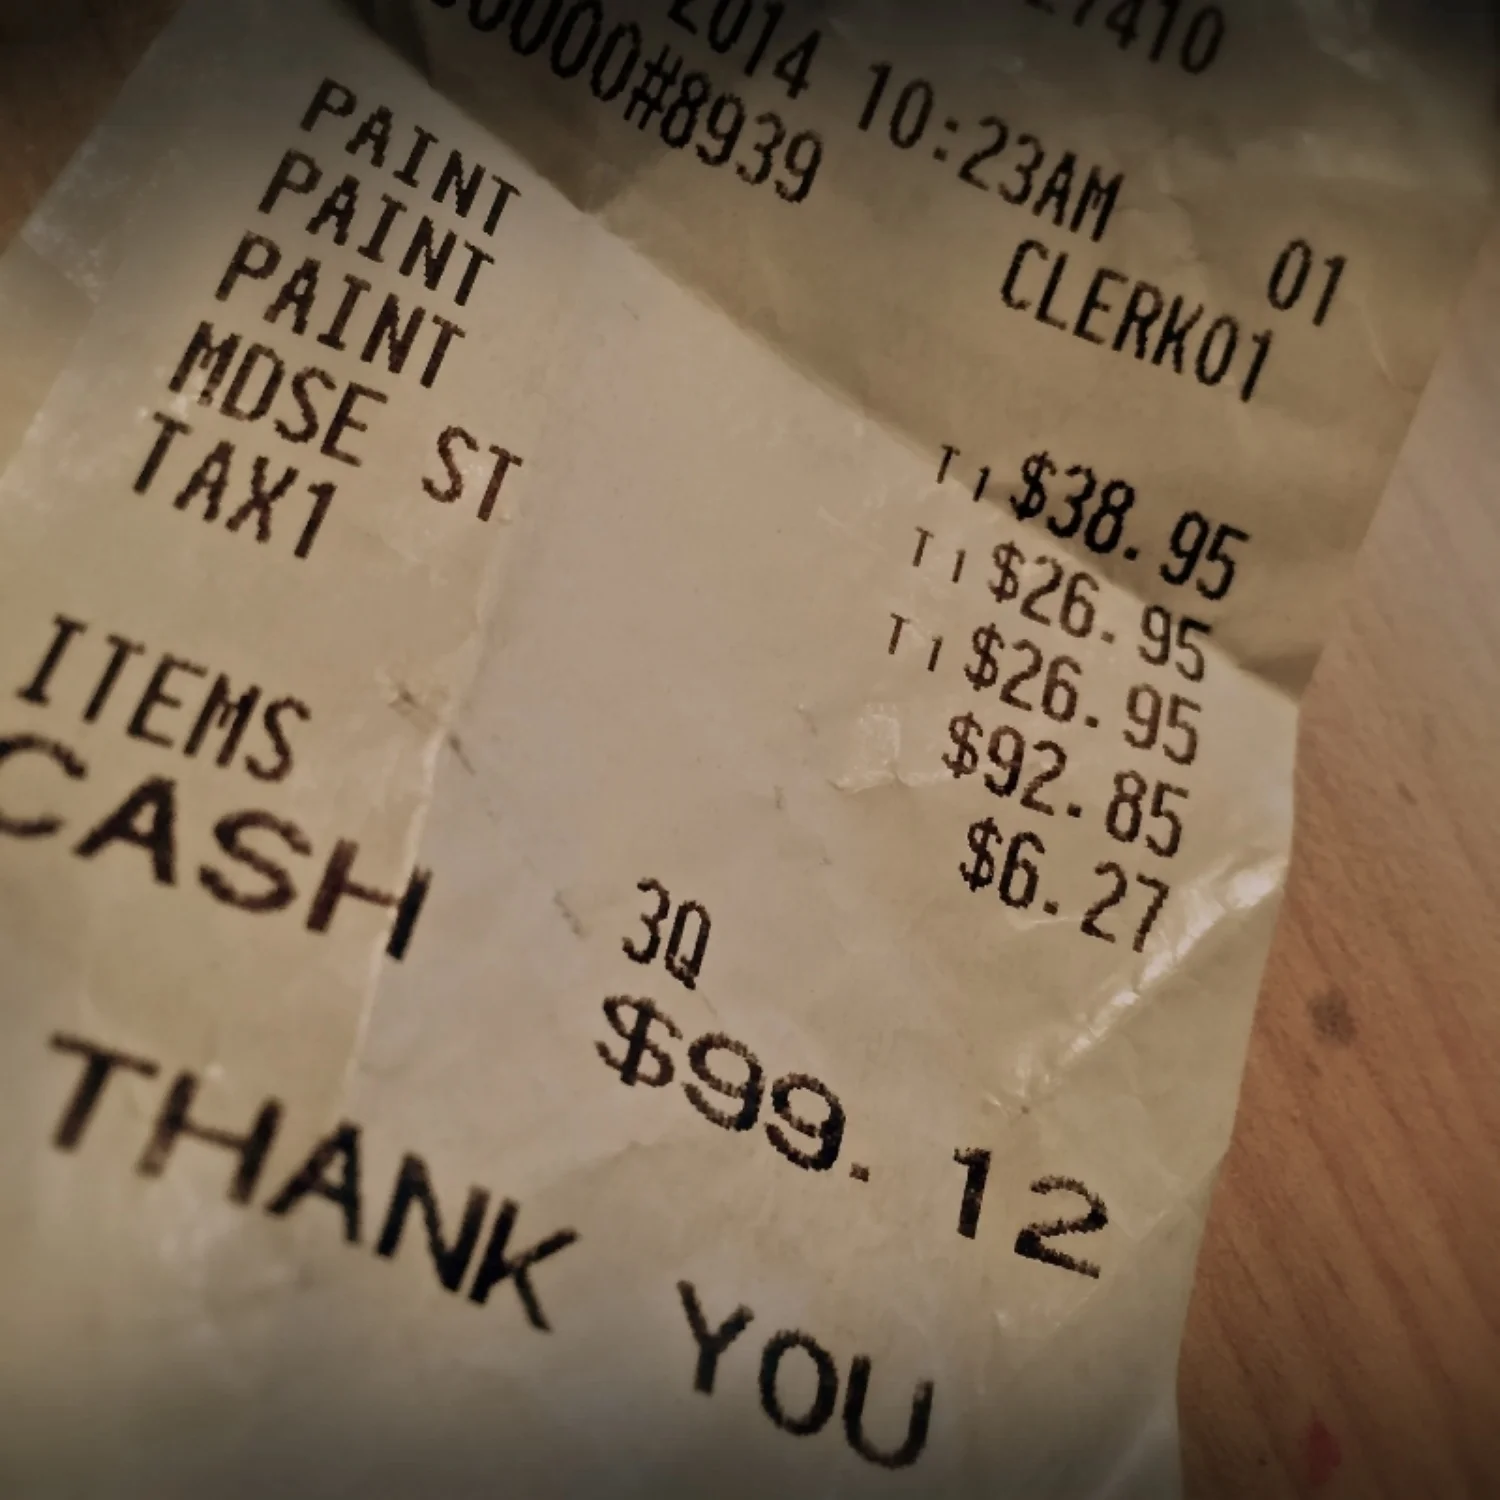 27410
2014 10:23AM 01
0000#8939 CLERK01
PAINT T1 $38.95
PAINT T1 $26.95
PAINT T1 $26.95
MDSE ST $92.85
TAX1 $6.27
ITEMS 3Q
CASH $99.12
THANK YOU